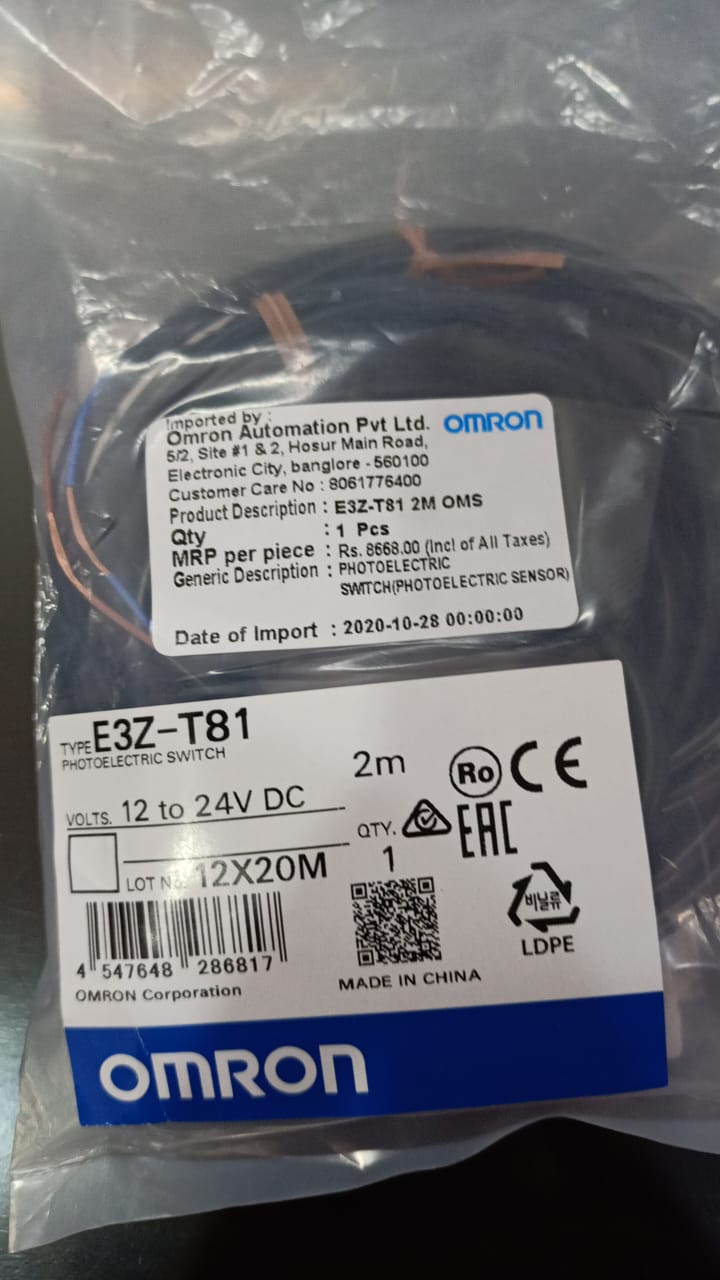 Imported by :
Omron Automation Pvt Ltd. OMRON
5/2, Site #1 & 2, Hosur Main Road,
Electronic City, banglore - 560100
Customer Care No : 8061776400
Product Description : E3Z-T81 2M OMS
Qty : 1 Pcs
MRP per piece : Rs. 8668.00 (Incl of All Taxes)
Generic Description : PHOTOELECTRIC
SWITCH(PHOTOELECTRIC SENSOR)
Date of Import : 2020-10-28 00:00:00
TYPE E3Z-T81
PHOTOELECTRIC SWITCH
2m
VOLTS. 12 to 24V DC
Ro CE
QTY. EAC
1
LOT No. 12X20M
4 547648 286817
OMRON Corporation
MADE IN CHINA
비닐류
LDPE
OMRON